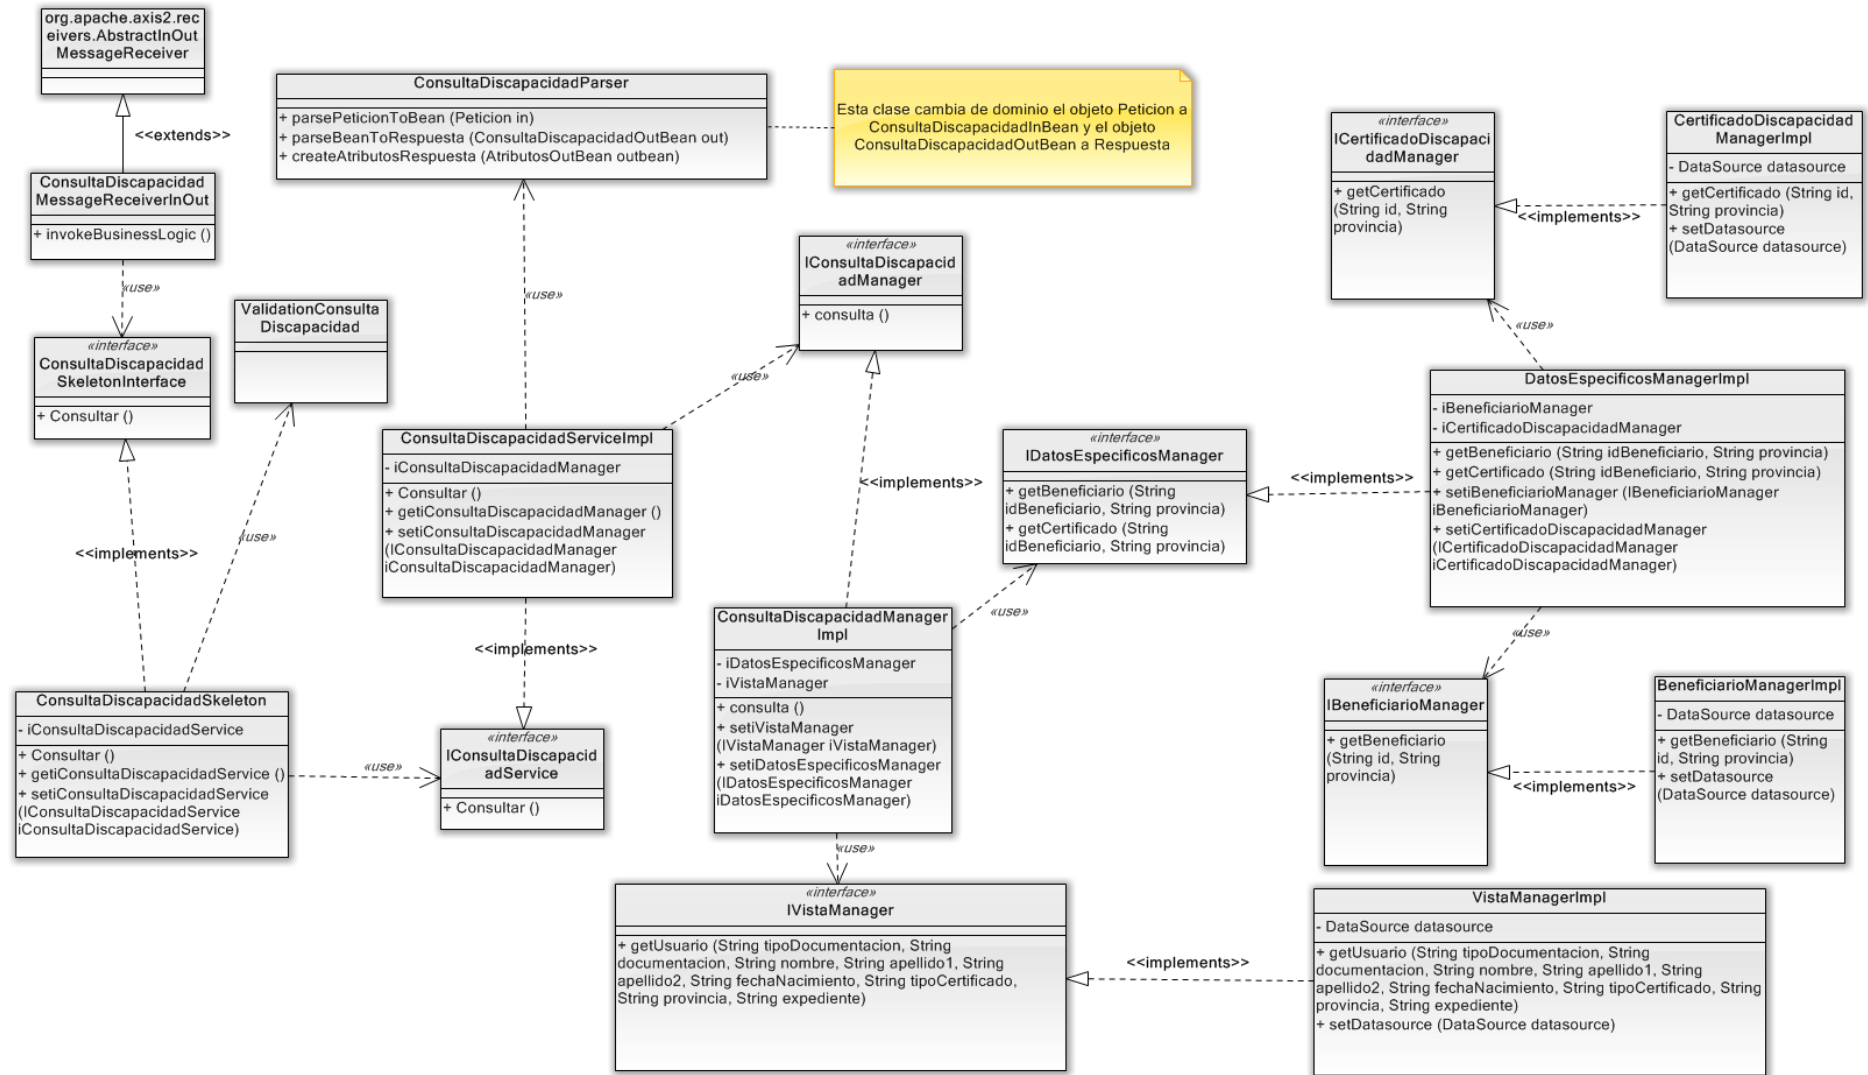 org.apache.axis2.rec
eivers.AbstractInOut
MessageReceiver
<<extends>>
ConsultaDiscapacidad
MessageReceiverInOut
+ invokeBusinessLogic ()
«use»
«interface»
ConsultaDiscapacidad
SkeletonInterface
+ Consultar ()
ValidationConsulta
Discapacidad
<<implements>>
«use»
ConsultaDiscapacidadSkeleton
- iConsultaDiscapacidadService
+ Consultar ()
+ getiConsultaDiscapacidadService ()
+ setiConsultaDiscapacidadService
(IConsultaDiscapacidadService
iConsultaDiscapacidadService)
«use»
ConsultaDiscapacidadParser
+ parsePeticionToBean (Peticion in)
+ parseBeanToRespuesta (ConsultaDiscapacidadOutBean out)
+ createAtributosRespuesta (AtributosOutBean outbean)
Esta clase cambia de dominio el objeto Peticion a
ConsultaDiscapacidadInBean y el objeto
ConsultaDiscapacidadOutBean a Respuesta
«use»
«interface»
IConsultaDiscapacid
adManager
+ consulta ()
«use»
ConsultaDiscapacidadServiceImpl
- iConsultaDiscapacidadManager
+ Consultar ()
+ getiConsultaDiscapacidadManager ()
+ setiConsultaDiscapacidadManager
(IConsultaDiscapacidadManager
iConsultaDiscapacidadManager)
<<implements>>
«interface»
IConsultaDiscapacid
adService
+ Consultar ()
<<implements>>
ConsultaDiscapacidadManager
Impl
- iDatosEspecificosManager
- iVistaManager
+ consulta ()
+ setiVistaManager
(IVistaManager iVistaManager)
+ setiDatosEspecificosManager
(IDatosEspecificosManager
iDatosEspecificosManager)
«use»
«use»
«interface»
IDatosEspecificosManager
+ getBeneficiario (String
idBeneficiario, String provincia)
+ getCertificado (String
idBeneficiario, String provincia)
<<implements>>
«interface»
ICertificadoDiscapaci
dadManager
+ getCertificado
(String id, String
provincia)
<<implements>>
CertificadoDiscapacidad
ManagerImpl
- DataSource datasource
+ getCertificado (String id,
String provincia)
+ setDatasource
(DataSource datasource)
«use»
DatosEspecificosManagerImpl
- iBeneficiarioManager
- iCertificadoDiscapacidadManager
+ getBeneficiario (String idBeneficiario, String provincia)
+ getCertificado (String idBeneficiario, String provincia)
+ setiBeneficiarioManager (IBeneficiarioManager
iBeneficiarioManager)
+ setiCertificadoDiscapacidadManager
(ICertificadoDiscapacidadManager
iCertificadoDiscapacidadManager)
«use»
«interface»
IBeneficiarioManager
+ getBeneficiario
(String id, String
provincia)
<<implements>>
BeneficiarioManagerImpl
- DataSource datasource
+ getBeneficiario (String
id, String provincia)
+ setDatasource
(DataSource datasource)
«interface»
IVistaManager
+ getUsuario (String tipoDocumentacion, String
documentacion, String nombre, String apellido1, String
apellido2, String fechaNacimiento, String tipoCertificado,
String provincia, String expediente)
<<implements>>
VistaManagerImpl
- DataSource datasource
+ getUsuario (String tipoDocumentacion, String
documentacion, String nombre, String apellido1, String
apellido2, String fechaNacimiento, String tipoCertificado, String
provincia, String expediente)
+ setDatasource (DataSource datasource)